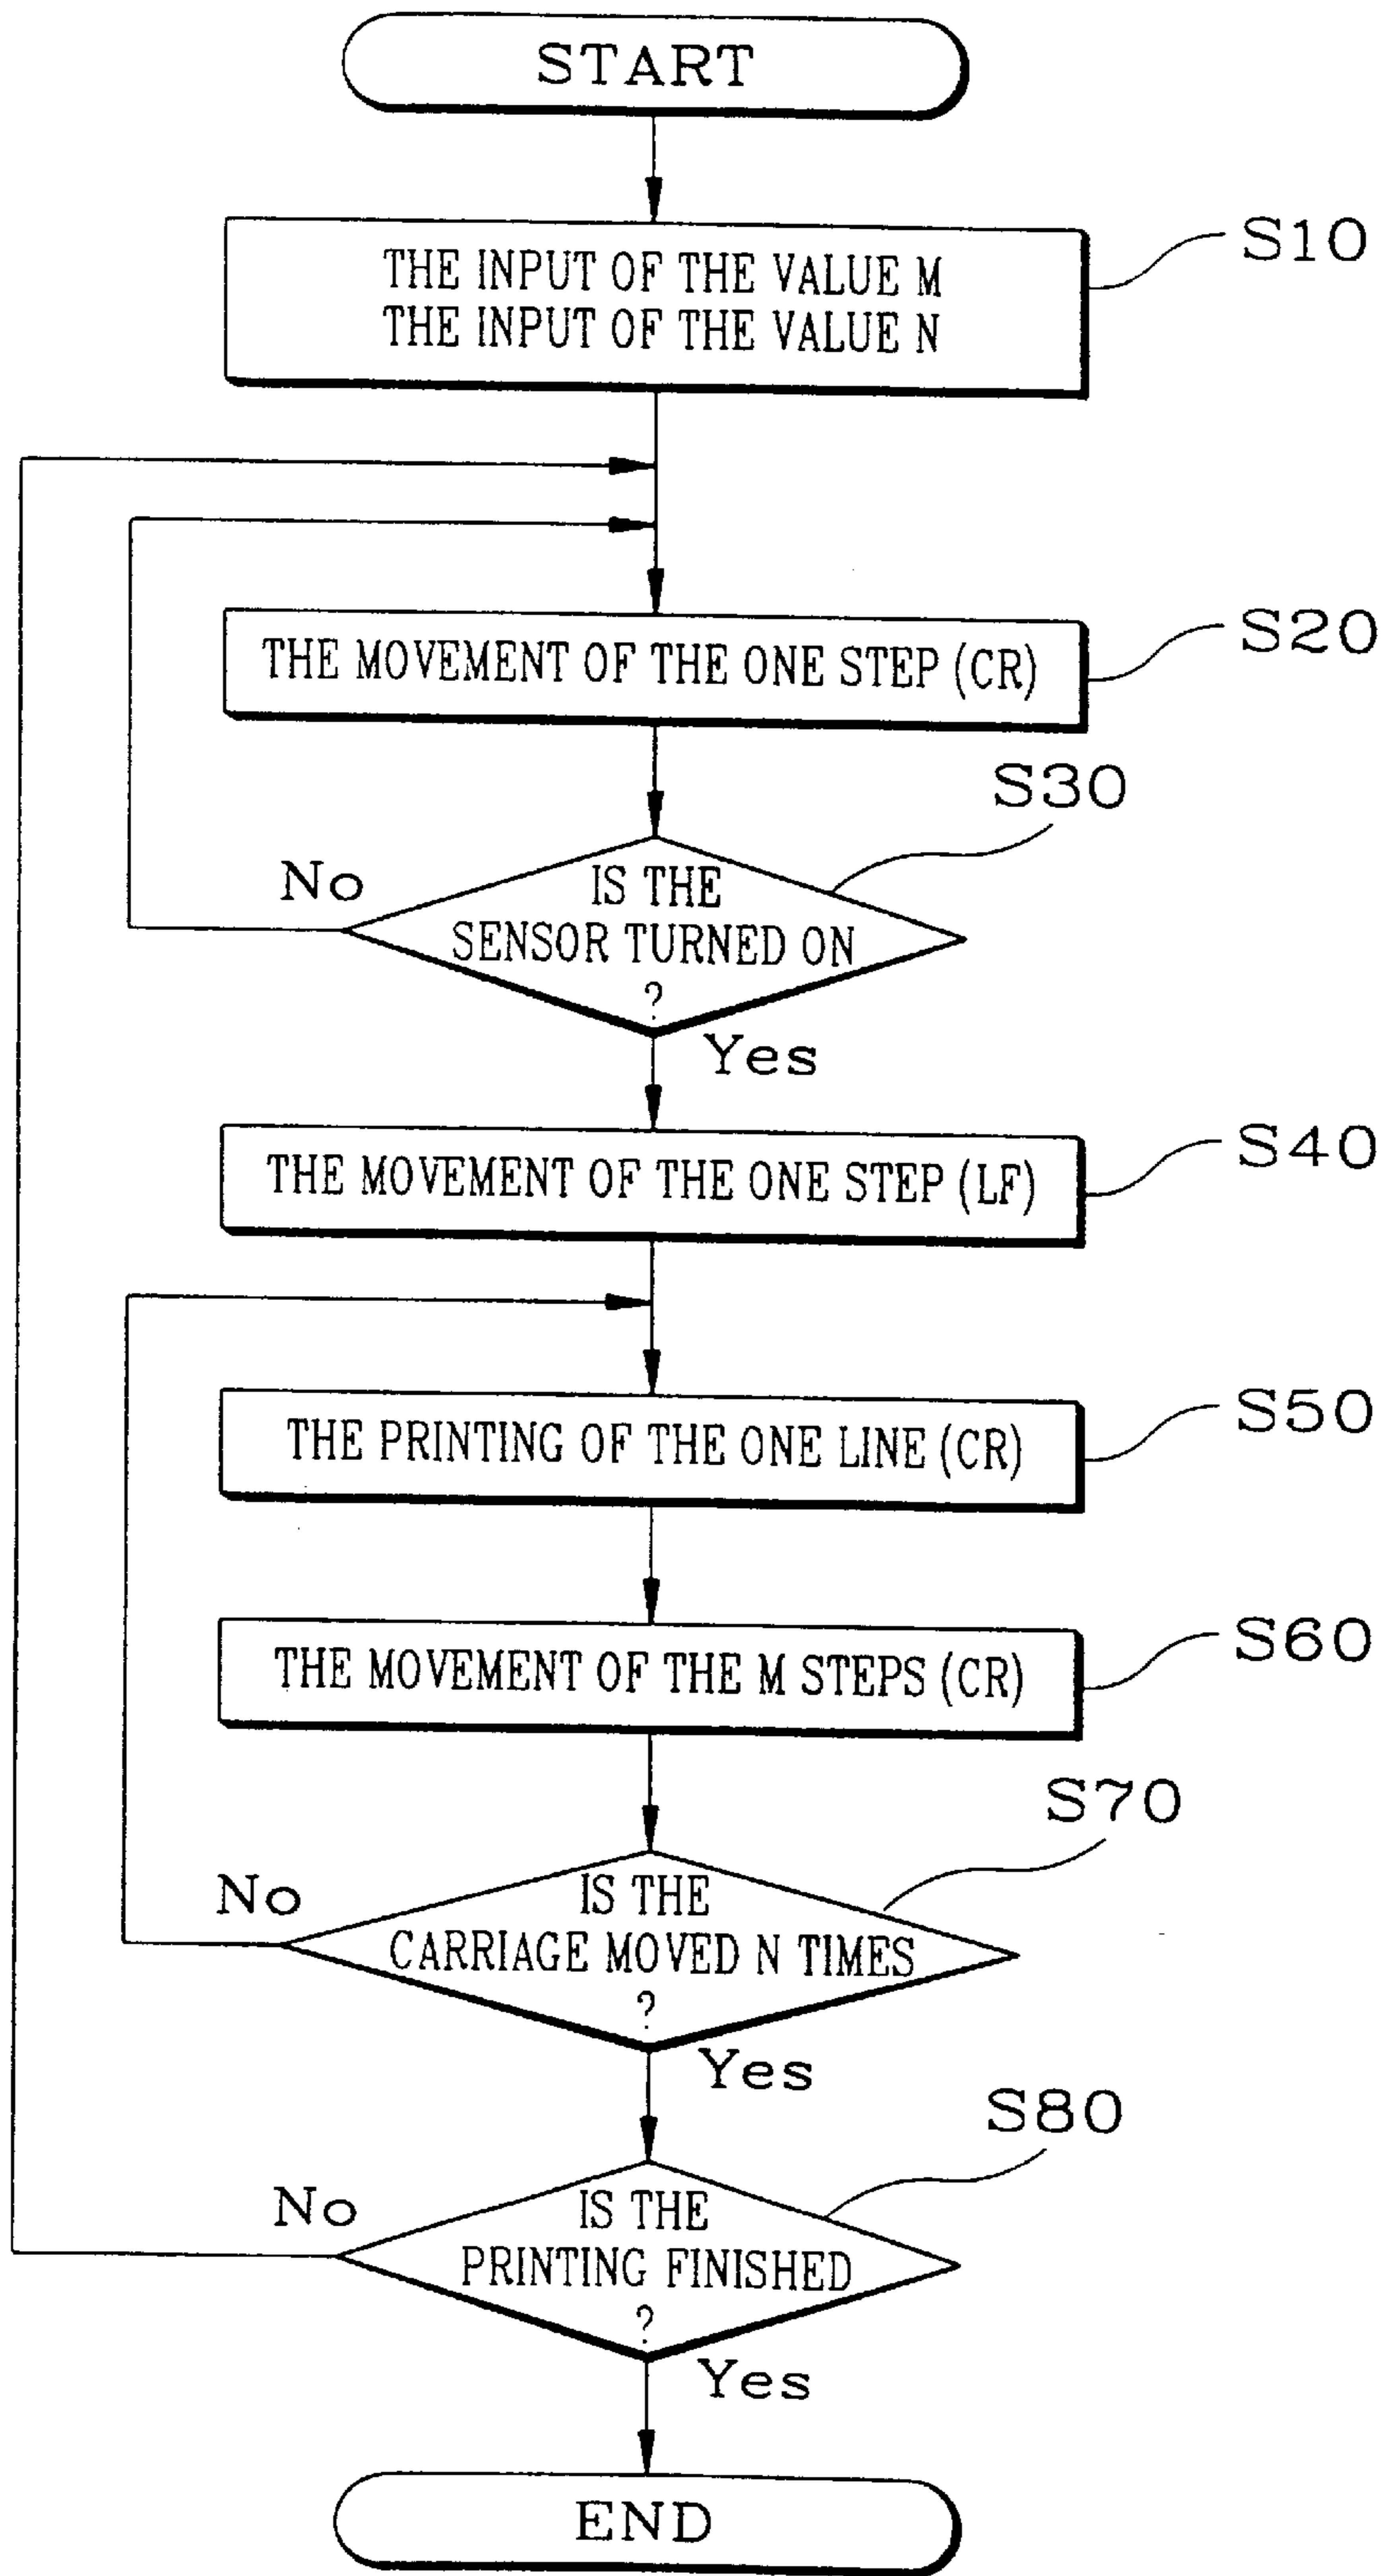 START
S10
THE INPUT OF THE VALUE M
THE INPUT OF THE VALUE N
S20
THE MOVEMENT OF THE ONE STEP (CR)
S30
No
IS THE
SENSOR TURNED ON
?
Yes
S40
THE MOVEMENT OF THE ONE STEP (LF)
S50
THE PRINTING OF THE ONE LINE (CR)
S60
THE MOVEMENT OF THE M STEPS (CR)
S70
No
IS THE
CARRIAGE MOVED N TIMES
?
Yes
S80
No
IS THE
PRINTING FINISHED
?
Yes
END